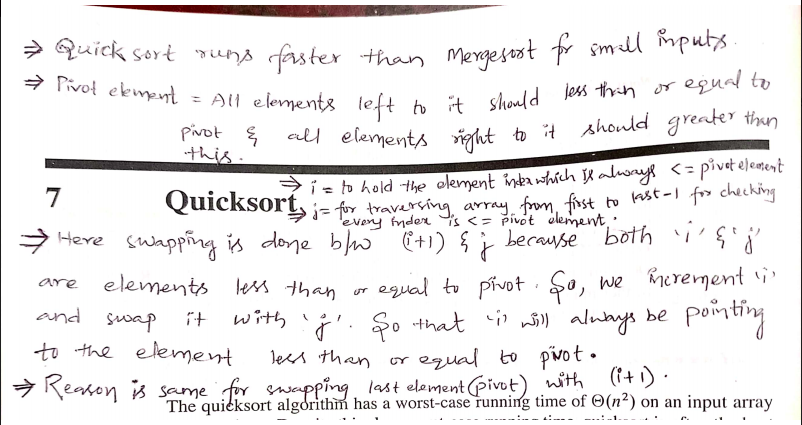 ⇒ Quick sort runs faster than Mergesort for small inputs.
⇒ Pivot element = All elements left to it should less than or equal to
pivot & all elements right to it should greater than
this.
⇒ i = to hold the element index which is always <= pivot element
7 Quicksort
⇒ j = for traversing array from first to last-1 for checking
every index is <= pivot element.
⇒ Here swapping is done b/w (i+1) & j because both 'i' & 'j'
are elements less than or equal to pivot. So, we increment 'i'
and swap it with 'j'. So that 'i' will always be pointing
to the element less than or equal to pivot.
⇒ Reason is same for swapping last element (pivot) with (i+1).
The quicksort algorithm has a worst-case running time of Θ(n²) on an input array